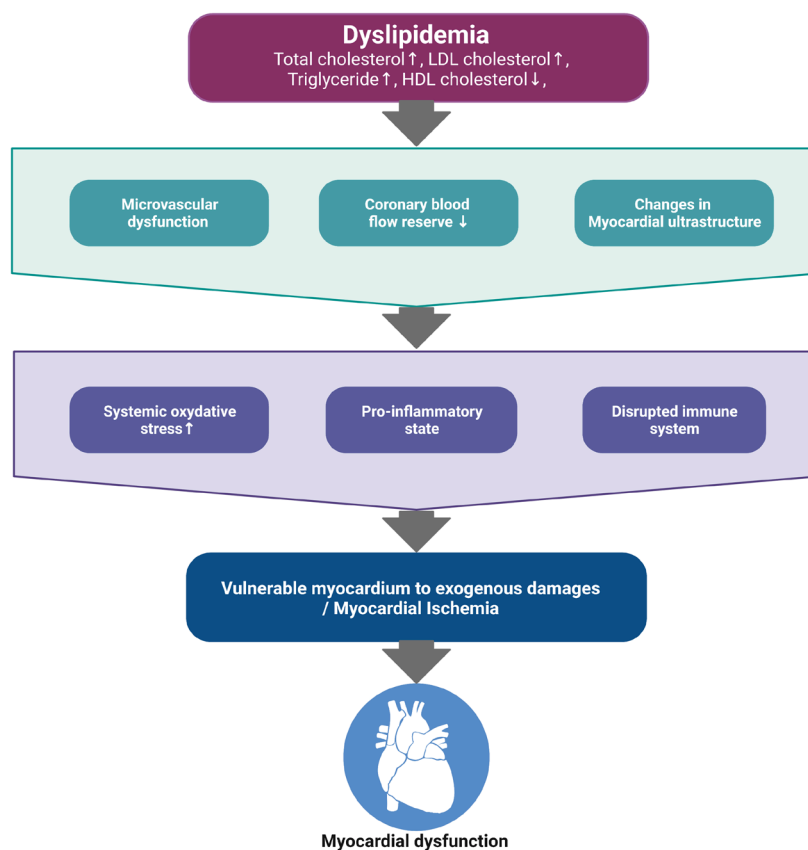 Dyslipidemia
Total cholesterol↑, LDL cholesterol↑,
Triglyceride↑, HDL cholesterol↓,
Microvascular
dysfunction
Coronary blood
flow reserve ↓
Changes in
Myocardial ultrastructure
Systemic oxydative
stress↑
Pro-inflammatory
state
Disrupted immune
system
Vulnerable myocardium to exogenous damages
/ Myocardial Ischemia
Myocardial dysfunction